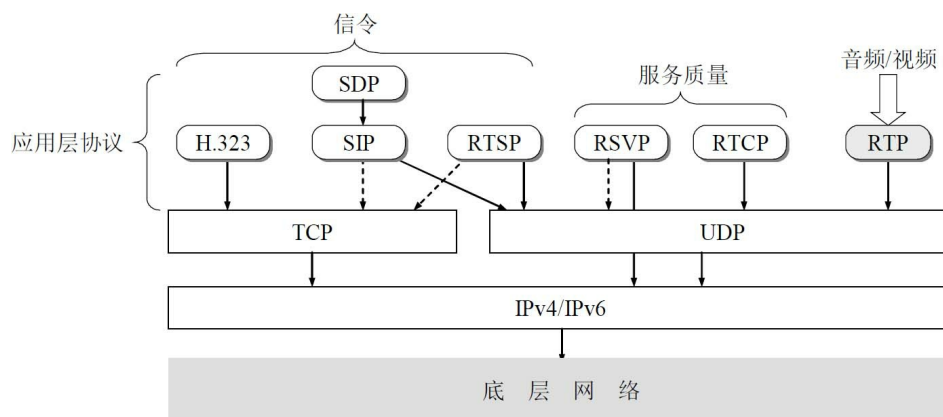 信令
音频/视频
服务质量
SDP
应用层协议
H.323
SIP
RTSP
RSVP
RTCP
RTP
TCP
UDP
IPv4/IPv6
底 层 网 络